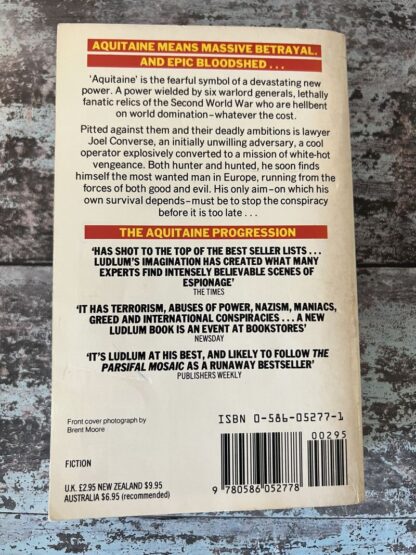 AQUITAINE MEANS MASSIVE BETRAYAL,
AND EPIC BLOODSHED . . .
'Aquitaine' is the fearful symbol of a devastating new
power. A power wielded by six warlord generals, lethally
fanatic relics of the Second World War who are hellbent
on world domination – whatever the cost.
Pitted against them and their deadly ambitions is lawyer
Joel Converse, an initially unwilling adversary, a cool
operator explosively converted to a mission of white-hot
vengeance. Both hunter and hunted, he soon finds
himself the most wanted man in Europe, running from the
forces of both good and evil. His only aim – on which his
own survival depends – must be to stop the conspiracy
before it is too late . . .
THE AQUITAINE PROGRESSION
'HAS SHOT TO THE TOP OF THE BEST SELLER LISTS . . .
LUDLUM'S IMAGINATION HAS CREATED WHAT MANY
EXPERTS FIND INTENSELY BELIEVABLE SCENES OF
ESPIONAGE'
THE TIMES
'IT HAS TERRORISM, ABUSES OF POWER, NAZISM, MANIACS,
GREED AND INTERNATIONAL CONSPIRACIES . . . A NEW
LUDLUM BOOK IS AN EVENT AT BOOKSTORES'
NEWSDAY
'IT'S LUDLUM AT HIS BEST, AND LIKELY TO FOLLOW THE
PARSIFAL MOSAIC AS A RUNAWAY BESTSELLER'
PUBLISHERS WEEKLY
Front cover photograph by
Brent Moore
ISBN 0-586-05277-1
00295
FICTION
U.K. £2.95 NEW ZEALAND $9.95
AUSTRALIA $6.95 (recommended)
9 780586 052778